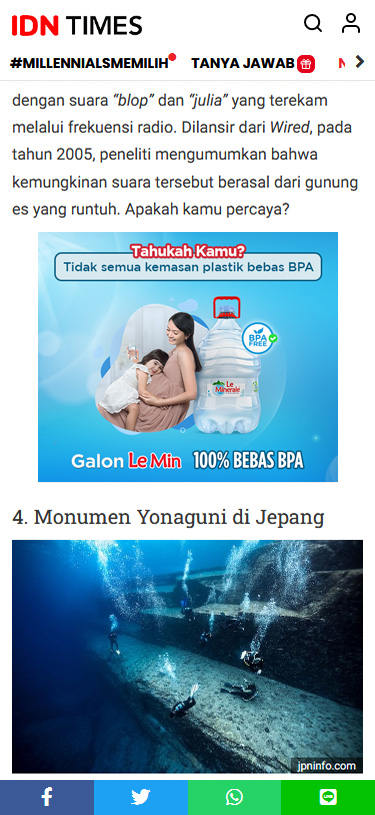 IDN TIMES
#MILLENNIALSMEMILIH TANYA JAWAB N
dengan suara “blop” dan “julia” yang terekam
melalui frekuensi radio. Dilansir dari Wired, pada
tahun 2005, peneliti mengumumkan bahwa
kemungkinan suara tersebut berasal dari gunung
es yang runtuh. Apakah kamu percaya?
Tahukah Kamu?
Tidak semua kemasan plastik bebas BPA
BPA
FREE
Le
Minerale
Galon Le Min 100% BEBAS BPA
4. Monumen Yonaguni di Jepang
jpninfo.com
LINE